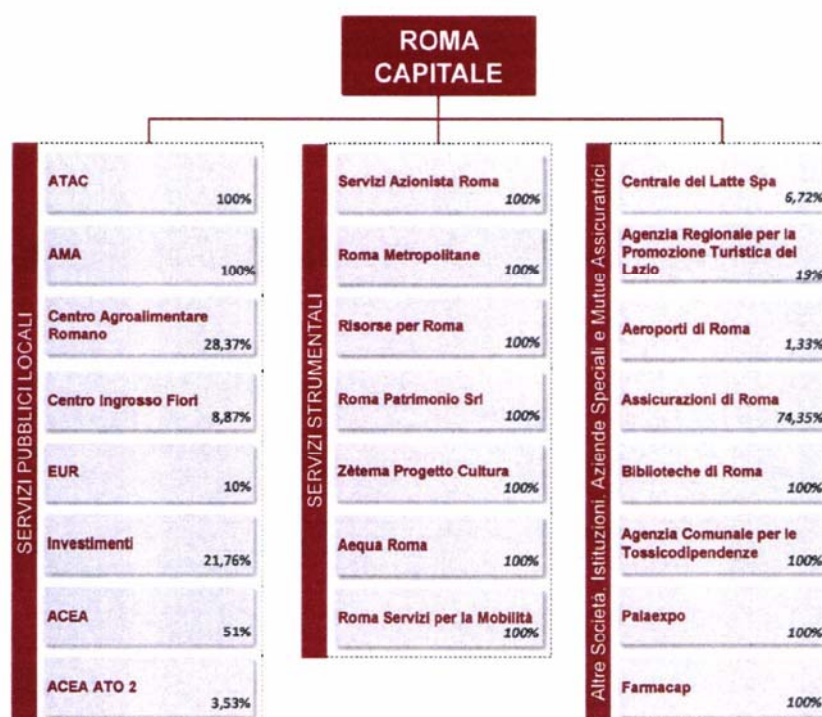 ROMA
CAPITALE
SERVIZI PUBBLICI LOCALI
ATAC
100%
AMA
100%
Centro Agroalimentare
Romano
28,37%
Centro Ingrosso Fiori
8,87%
EUR
10%
Investimenti
21,76%
ACEA
51%
ACEA ATO 2
3,53%
SERVIZI STRUMENTALI
Servizi Azionista Roma
100%
Roma Metropolitane
100%
Risorse per Roma
100%
Roma Patrimonio Srl
100%
Zètema Progetto Cultura
100%
Aequa Roma
100%
Roma Servizi per la Mobilità
100%
Altre Società, Istituzioni, Aziende Speciali e Mutue Assicuratrici
Centrale del Latte Spa
6,72%
Agenzia Regionale per la
Promozione Turistica del
Lazio
19%
Aeroporti di Roma
1,33%
Assicurazioni di Roma
74,35%
Biblioteche di Roma
100%
Agenzia Comunale per le
Tossicodipendenze
100%
Palaexpo
100%
Farmacap
100%